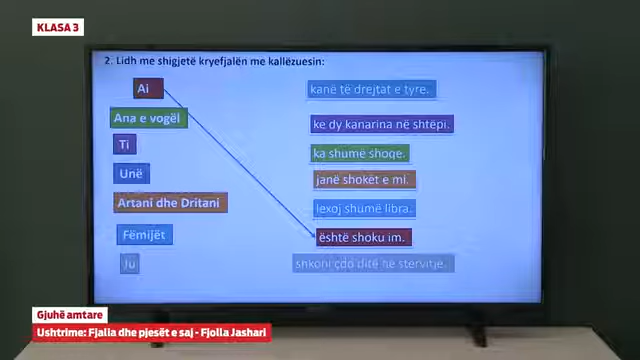 KLASA 3
2. Lidh me shigjetë kryefjalën me kallëzuesin:
Ai
kanë të drejtat e tyre.
Ana e vogël
ke dy kanarina në shtëpi.
Ti
ka shumë shoqe.
Unë
janë shokët e mi.
Artani dhe Dritani
lexoj shumë libra.
Fëmijët
është shoku im.
Ju
shkoni çdo ditë në stërvitje.
Gjuhë amtare
Ushtrime: Fjalia dhe pjesët e saj - Fjolla Jashari